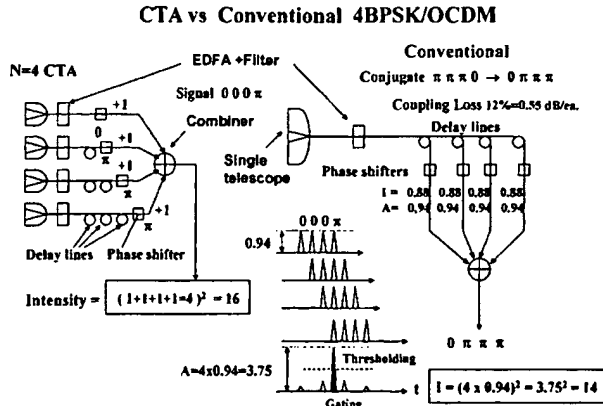 CTA vs Conventional 4BPSK/OCDM
N=4 CTA
EDFA +Filter
Signal 0 0 0 π
Combiner
+1
0
+1
π
+1
π
+1
π
Delay lines
Phase shifter
Intensity = ( 1+1+1+1=4 )² = 16
Conventional
Conjugate π π π 0 → 0 π π π
Coupling Loss 12%=0.55 dB/ea.
Delay lines
Single
telescope
Phase shifters
I = 0.88 0.88 0.88 0.88
A= 0.94 0.94 0.94 0.94
0 0 0 π
0.94
0 π π π
A=4x0.94=3.75
Thresholding
t
Gating
I = (4 x 0.94)² = 3.75² = 14